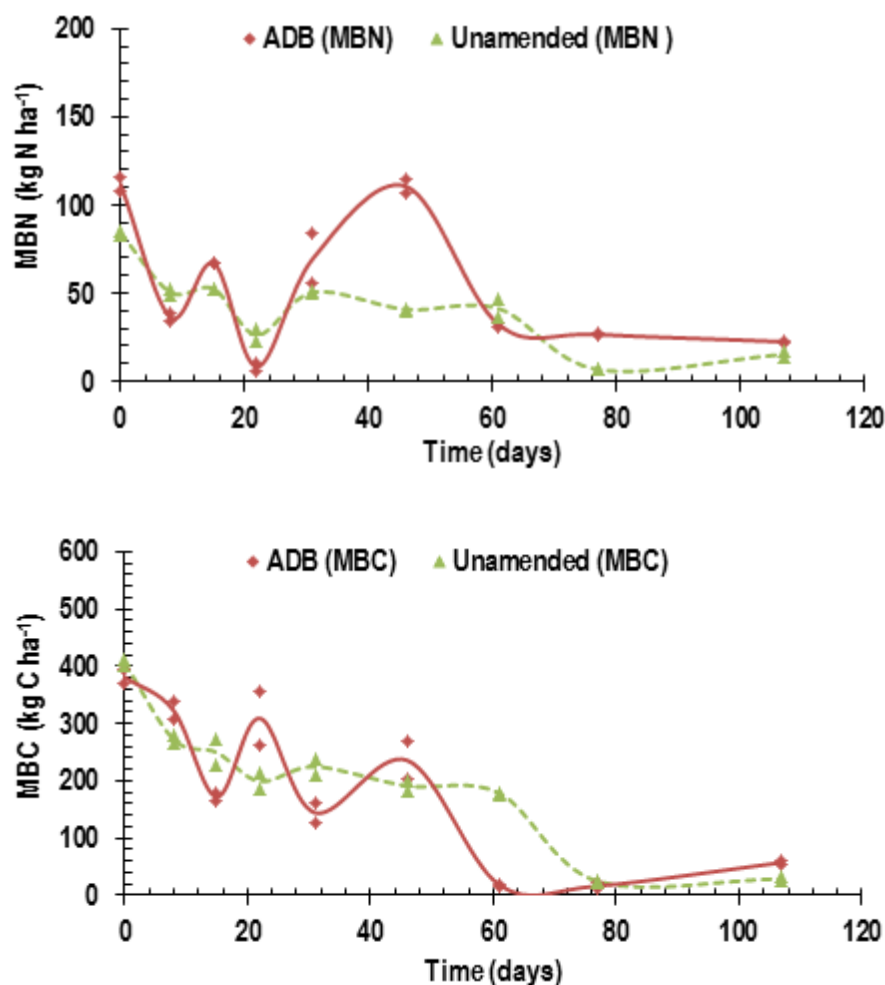 200
ADB (MBN) Unamended (MBN )
150
100
50
0
MBN (kg N ha⁻¹)
0 20 40 60 80 100 120
Time (days)
600
ADB (MBC) Unamended (MBC)
500
400
300
200
100
0
MBC (kg C ha⁻¹)
0 20 40 60 80 100 120
Time (days)